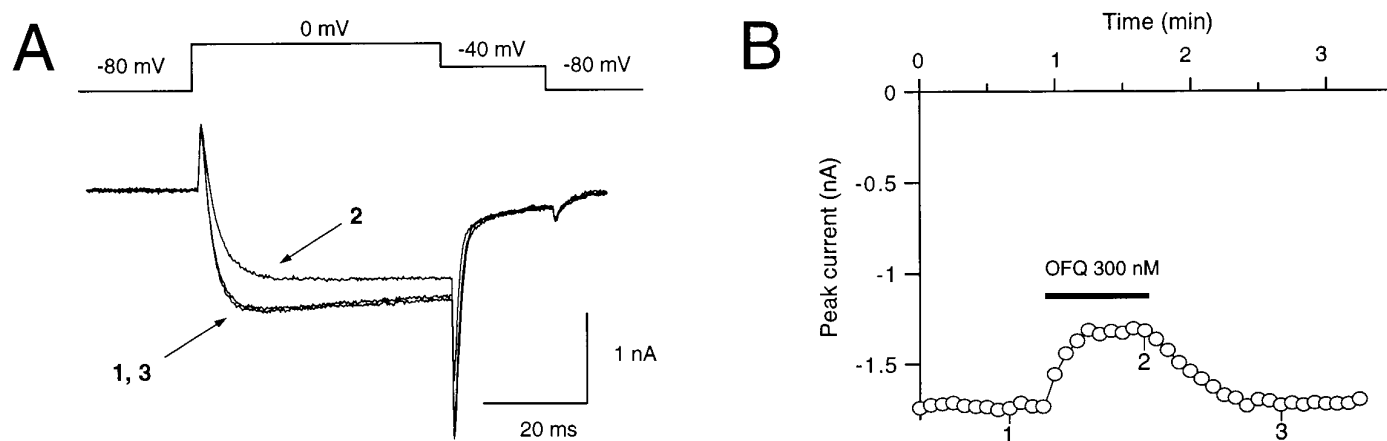 A
0 mV
-80 mV
-40 mV
-80 mV
2
1, 3
1 nA
20 ms
B
Time (min)
0 1 2 3
Peak current (nA)
0
-0.5
-1
-1.5
OFQ 300 nM
1
2
3